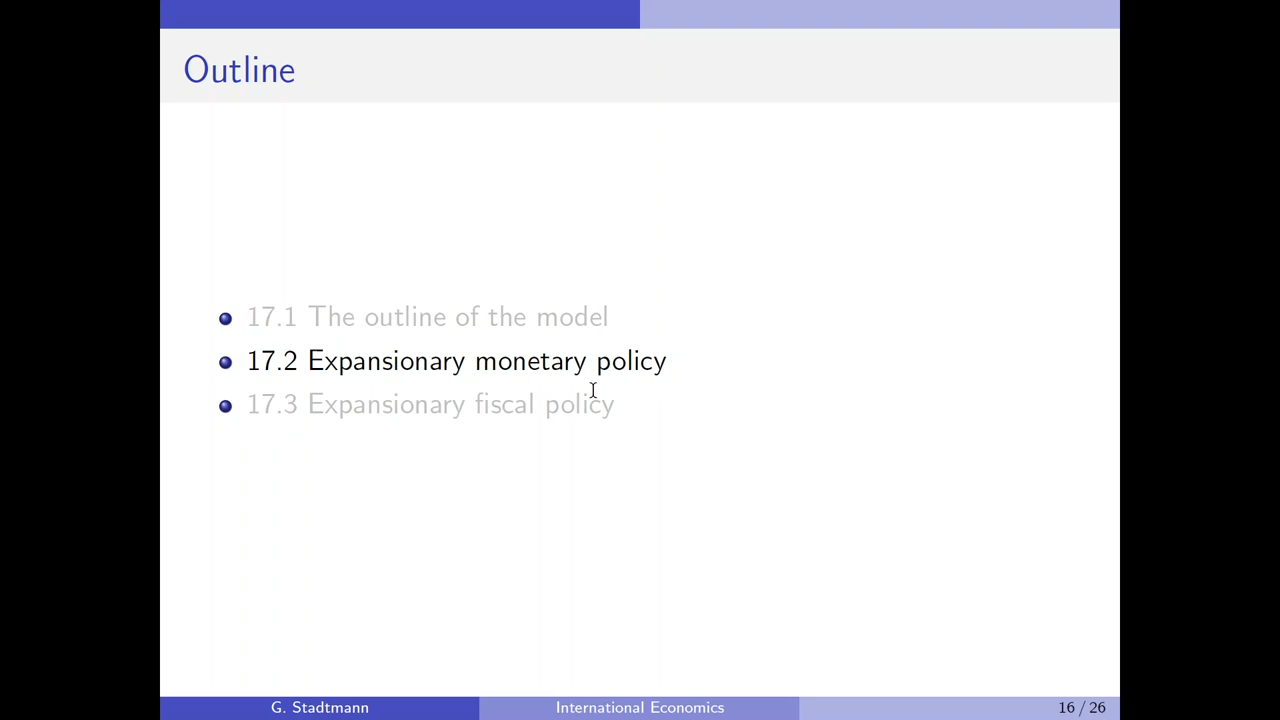 Outline
17.1 The outline of the model
17.2 Expansionary monetary policy
17.3 Expansionary fiscal policy
G. Stadtmann
International Economics
16 / 26